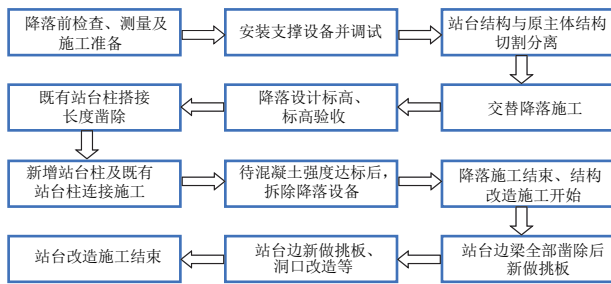 降落前检查、测量及
施工准备
安装支撑设备并调试
站台结构与原主体结构
切割分离
交替降落施工
降落设计标高、
标高验收
既有站台柱搭接
长度凿除
新增站台柱及既有
站台柱连接施工
待混凝土强度达标后,
拆除降落设备
降落施工结束、结构
改造施工开始
站台边梁全部凿除后
新做挑板
站台边新做挑板、
洞口改造等
站台改造施工结束